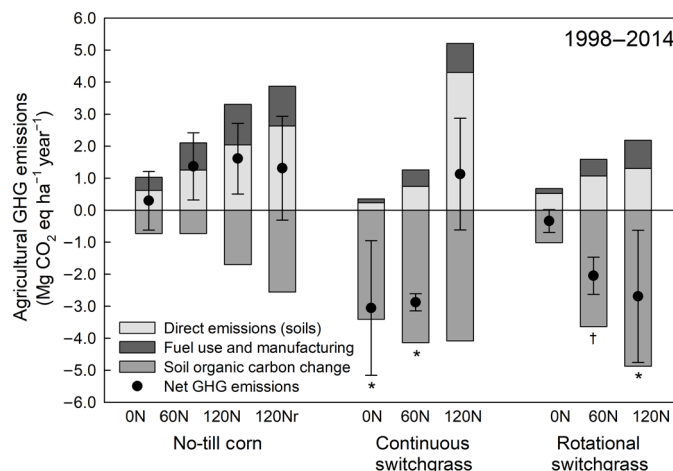 6.0
5.0
4.0
3.0
2.0
1.0
0.0
−1.0
−2.0
−3.0
−4.0
−5.0
−6.0
Agricultural GHG emissions
(Mg CO₂ eq ha⁻¹ year⁻¹)
1998–2014
Direct emissions (soils)
Fuel use and manufacturing
Soil organic carbon change
Net GHG emissions
*
*
†
*
0N 60N 120N 120Nr
0N 60N 120N
0N 60N 120N
No-till corn
Continuous
switchgrass
Rotational
switchgrass